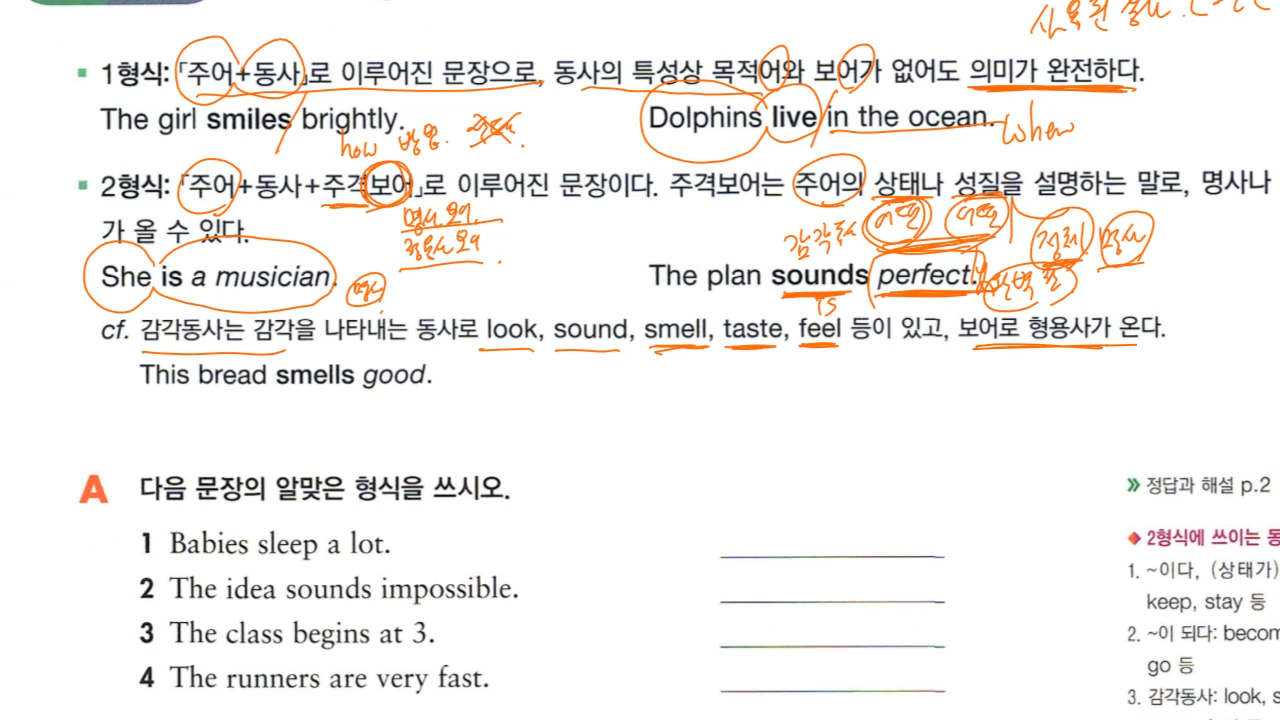 1형식: 「주어+동사」로 이루어진 문장으로, 동사의 특성상 목적어와 보어가 없어도 의미가 완전하다.
The girl smiles brightly. Dolphins live in the ocean.
how 방법.
2형식: 「주어+동사+주격보어」로 이루어진 문장이다. 주격보어는 주어의 상태나 성질을 설명하는 말로, 명사나
명사 보어.
가 올 수 있다.
감각동사 정체 명사
She is a musician. The plan sounds perfect.
is
cf. 감각동사는 감각을 나타내는 동사로 look, sound, smell, taste, feel 등이 있고, 보어로 형용사가 온다.
This bread smells good.
A 다음 문장의 알맞은 형식을 쓰시오.
» 정답과 해설 p.2
1 Babies sleep a lot.
2 The idea sounds impossible.
3 The class begins at 3.
4 The runners are very fast.
2형식에 쓰이는 동
1. ~이다, (상태가)
keep, stay 등
2. ~이 되다: becom
go 등
3. 감각동사: look, s